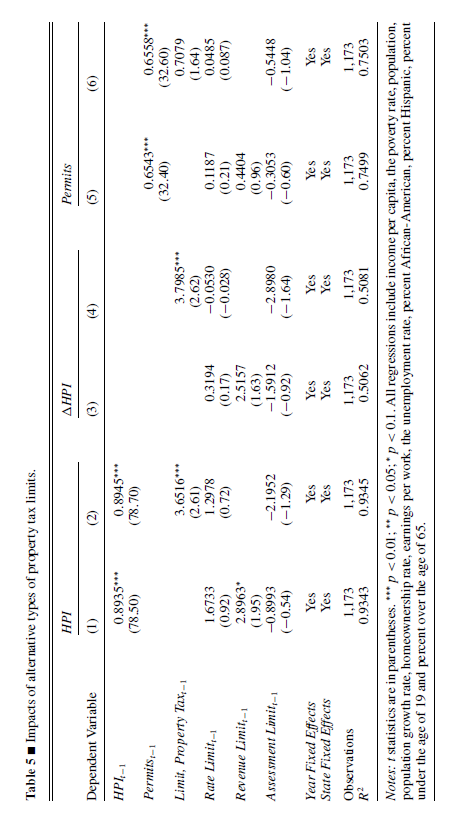 Table 5 ■ Impacts of alternative types of property tax limits.
HPI ΔHPI Permits
Dependent Variable (1) (2) (3) (4) (5) (6)
HPIt−1 0.8935*** 0.8945***
(78.50) (78.70)
Permitst−1 0.6543*** 0.6558***
(32.40) (32.60)
Limit, Property Taxt−1 3.6516*** 3.7985*** 0.7079
(2.61) (2.62) (1.64)
Rate Limitt−1 1.6733 1.2978 0.3194 −0.0530 0.1187 0.0485
(0.92) (0.72) (0.17) (−0.028) (0.21) (0.087)
Revenue Limitt−1 2.8963* 2.5157 0.4404
(1.95) (1.63) (0.96)
Assessment Limitt−1 −0.8993 −2.1952 −1.5912 −2.8980 −0.3053 −0.5448
(−0.54) (−1.29) (−0.92) (−1.64) (−0.60) (−1.04)
Year Fixed Effects Yes Yes Yes Yes Yes Yes
State Fixed Effects Yes Yes Yes Yes Yes Yes
Observations 1,173 1,173 1,173 1,173 1,173 1,173
R2 0.9343 0.9345 0.5062 0.5081 0.7499 0.7503
Notes: t statistics are in parentheses. *** p < 0.01; ** p < 0.05; * p < 0.1. All regressions include income per capita, the poverty rate, population,
population growth rate, homeownership rate, earnings per work, the unemployment rate, percent African-American, percent Hispanic, percent
under the age of 19 and percent over the age of 65.